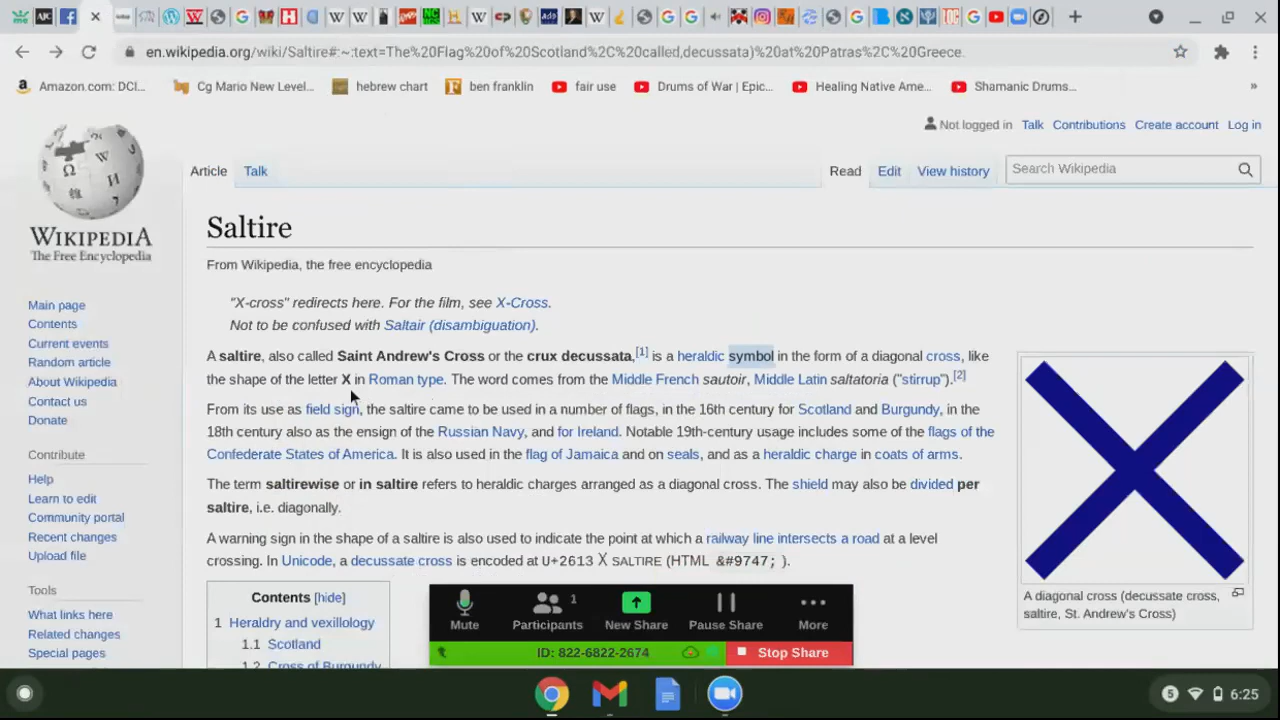 en.wikipedia.org/wiki/Saltire#:~:text=The%20Flag%20of%20Scotland%2C%20called,decussata)%20at%20Patras%2C%20Greece.
Amazon.com: DCI... Cg Mario New Level... hebrew chart ben franklin fair use Drums of War | Epic... Healing Native Ame... Shamanic Drums... »
Not logged in Talk Contributions Create account Log in
Article Talk Read Edit View history Search Wikipedia
WIKIPEDIA
The Free Encyclopedia
Saltire
From Wikipedia, the free encyclopedia
"X-cross" redirects here. For the film, see X-Cross.
Not to be confused with Saltair (disambiguation).
A saltire, also called Saint Andrew's Cross or the crux decussata,[1] is a heraldic symbol in the form of a diagonal cross, like
the shape of the letter X in Roman type. The word comes from the Middle French sautoir, Middle Latin saltatoria ("stirrup").[2]
From its use as field sign, the saltire came to be used in a number of flags, in the 16th century for Scotland and Burgundy, in the
18th century also as the ensign of the Russian Navy, and for Ireland. Notable 19th-century usage includes some of the flags of the
Confederate States of America. It is also used in the flag of Jamaica and on seals, and as a heraldic charge in coats of arms.
The term saltirewise or in saltire refers to heraldic charges arranged as a diagonal cross. The shield may also be divided per
saltire, i.e. diagonally.
A warning sign in the shape of a saltire is also used to indicate the point at which a railway line intersects a road at a level
crossing. In Unicode, a decussate cross is encoded at U+2613 ☓ SALTIRE (HTML &#9747; ).
A diagonal cross (decussate cross,
saltire, St. Andrew's Cross)
Main page
Contents
Current events
Random article
About Wikipedia
Contact us
Donate
Contribute
Help
Learn to edit
Community portal
Recent changes
Upload file
Tools
What links here
Related changes
Special pages
Contents [hide]
1 Heraldry and vexillology
1.1 Scotland
1.2 Cross of Burgundy
Mute Participants 1 New Share Pause Share More
ID: 822-6822-2674 Stop Share
5 6:25